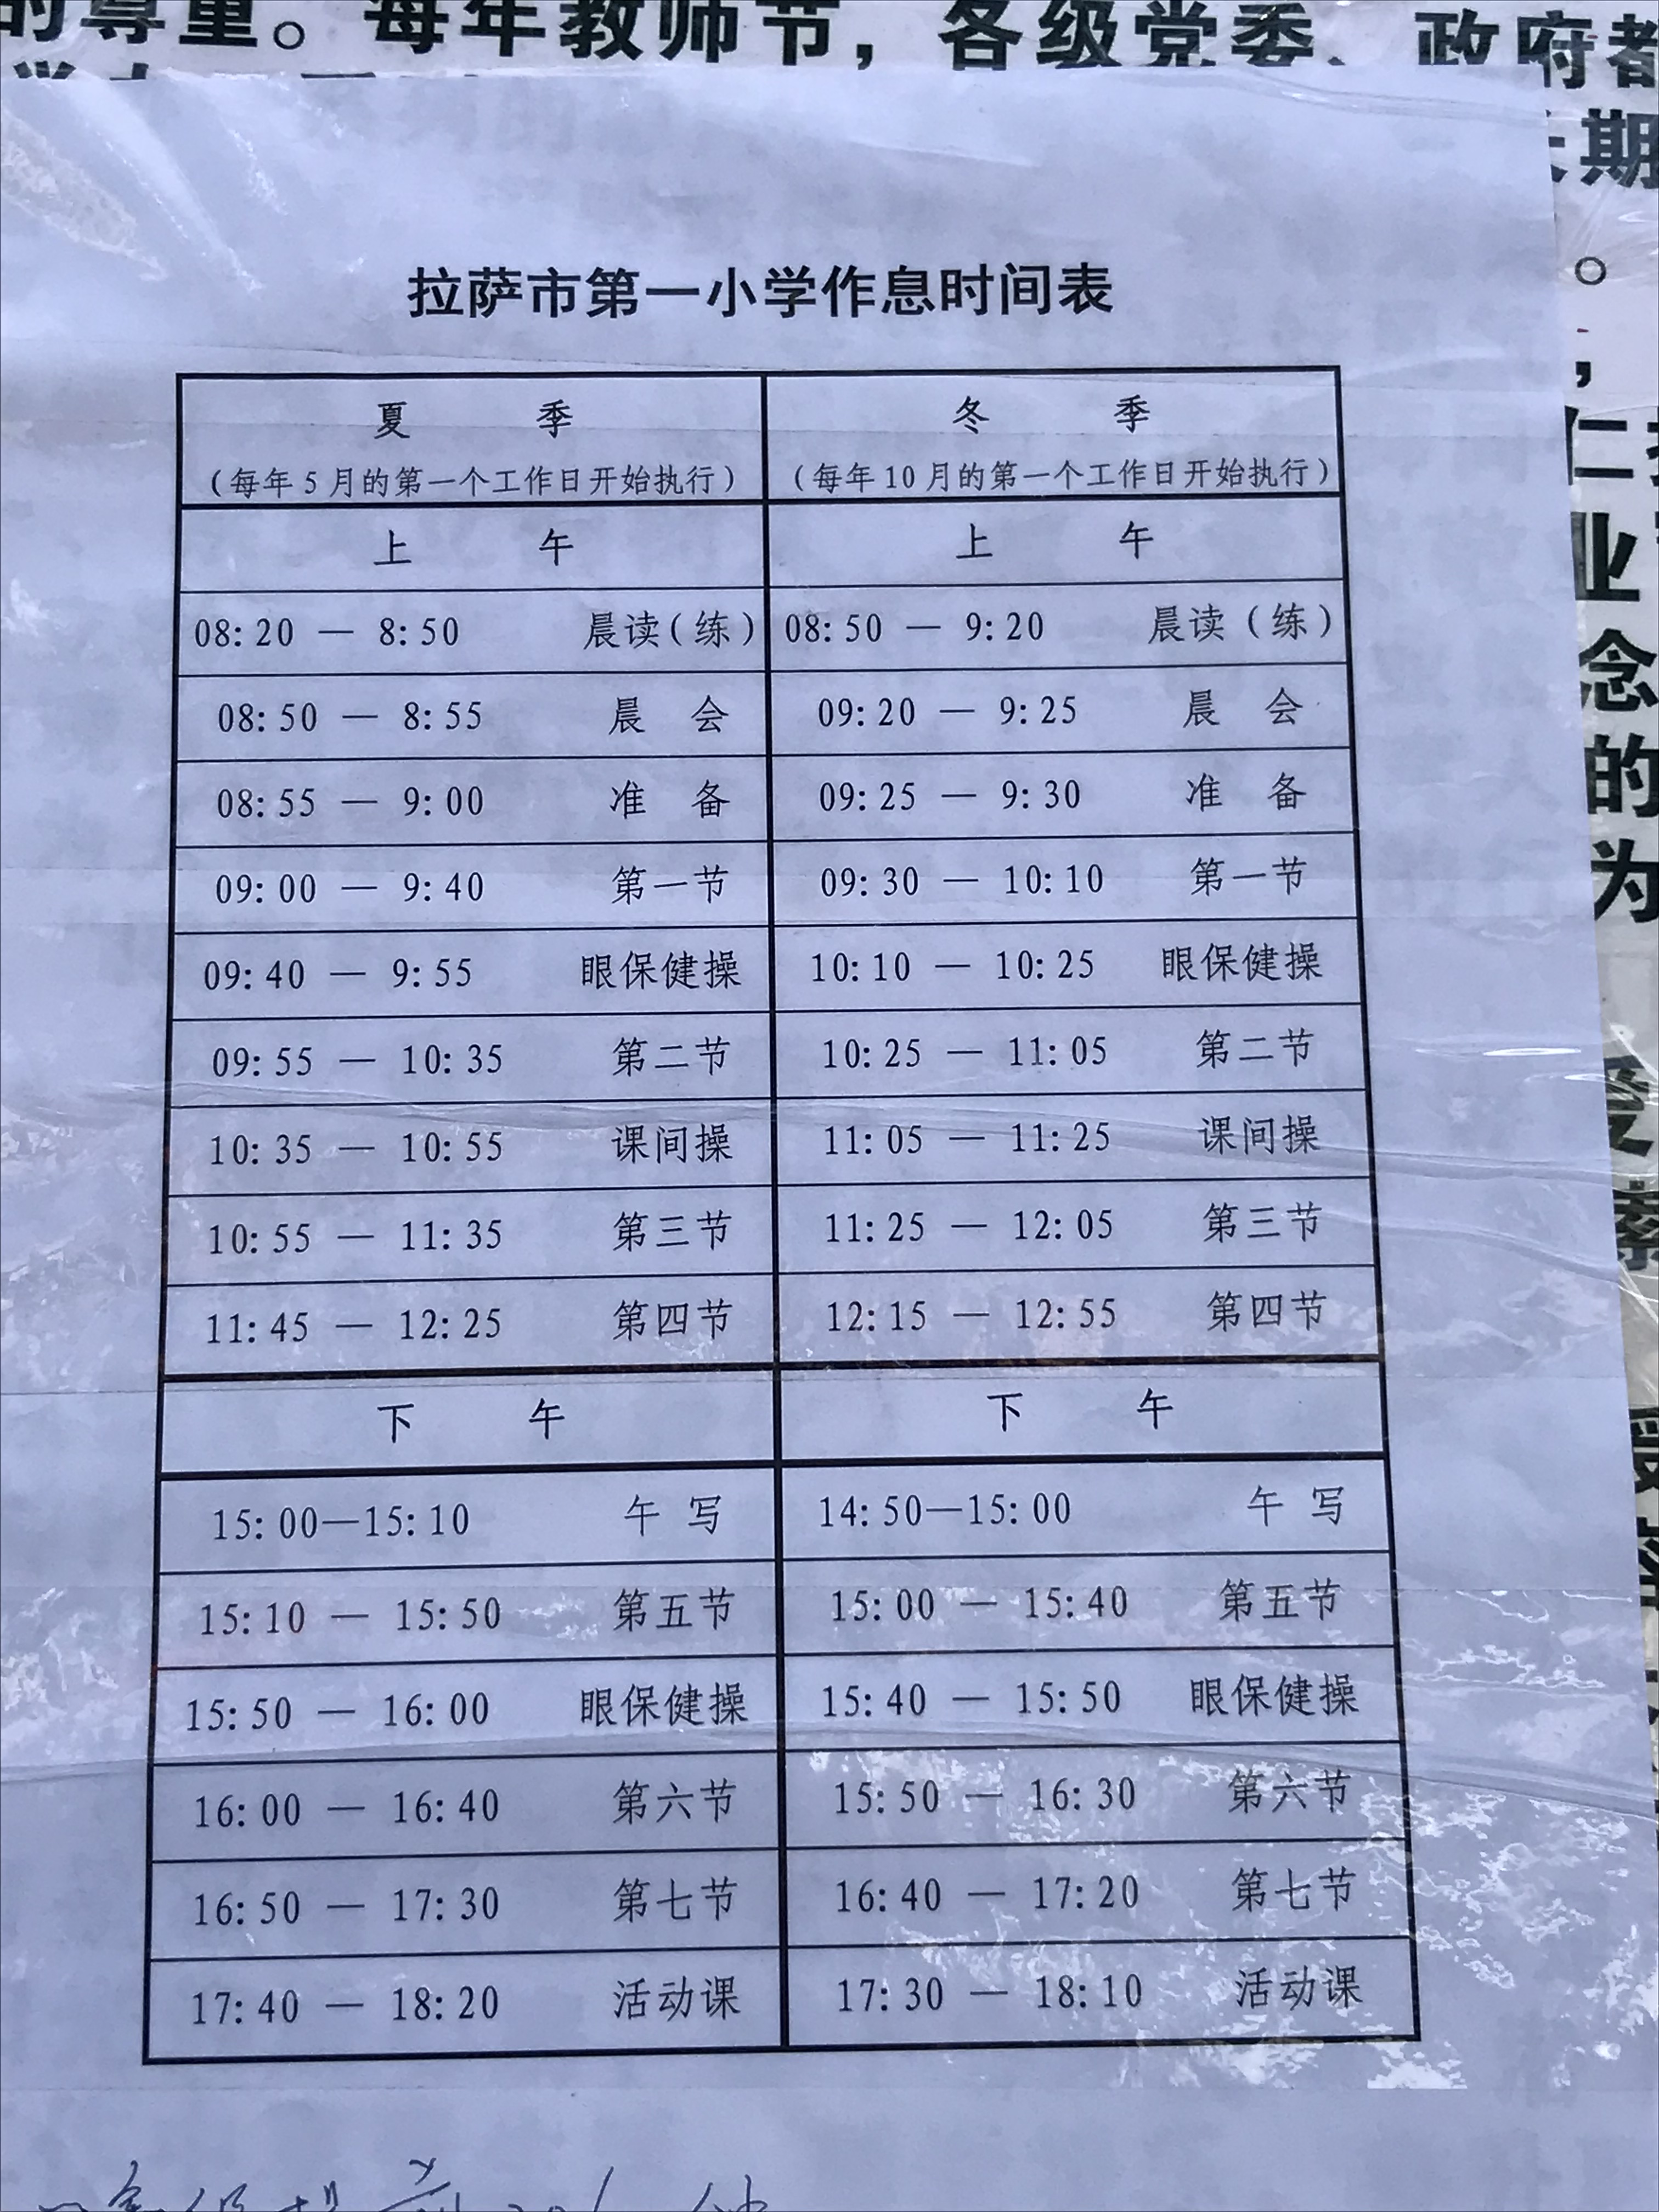 的尊重。每年教师节，各级党委、政府都
期
。
，
仁
业
念
的
为
受
拉萨市第一小学作息时间表
夏 季 冬 季
（每年5月的第一个工作日开始执行） （每年10月的第一个工作日开始执行）
上 午 上 午
08:20 — 8:50 晨读（练） 08:50 — 9:20 晨读（练）
08:50 — 8:55 晨 会 09:20 — 9:25 晨 会
08:55 — 9:00 准 备 09:25 — 9:30 准 备
09:00 — 9:40 第一节 09:30 — 10:10 第一节
09:40 — 9:55 眼保健操 10:10 — 10:25 眼保健操
09:55 — 10:35 第二节 10:25 — 11:05 第二节
10:35 — 10:55 课间操 11:05 — 11:25 课间操
10:55 — 11:35 第三节 11:25 — 12:05 第三节
11:45 — 12:25 第四节 12:15 — 12:55 第四节
下 午 下 午
15:00—15:10 午 写 14:50—15:00 午 写
15:10 — 15:50 第五节 15:00 — 15:40 第五节
15:50 — 16:00 眼保健操 15:40 — 15:50 眼保健操
16:00 — 16:40 第六节 15:50 — 16:30 第六节
16:50 — 17:30 第七节 16:40 — 17:20 第七节
17:40 — 18:20 活动课 17:30 — 18:10 活动课